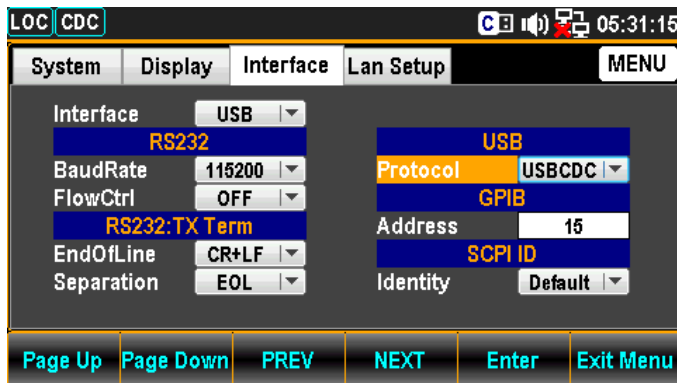 LOC CDC C 05:31:15
System Display Interface Lan Setup MENU
Interface USB
RS232 USB
BaudRate 115200 Protocol USBCDC
FlowCtrl OFF GPIB
RS232:TX Term Address 15
EndOfLine CR+LF SCPI ID
Separation EOL Identity Default
Page Up Page Down PREV NEXT Enter Exit Menu